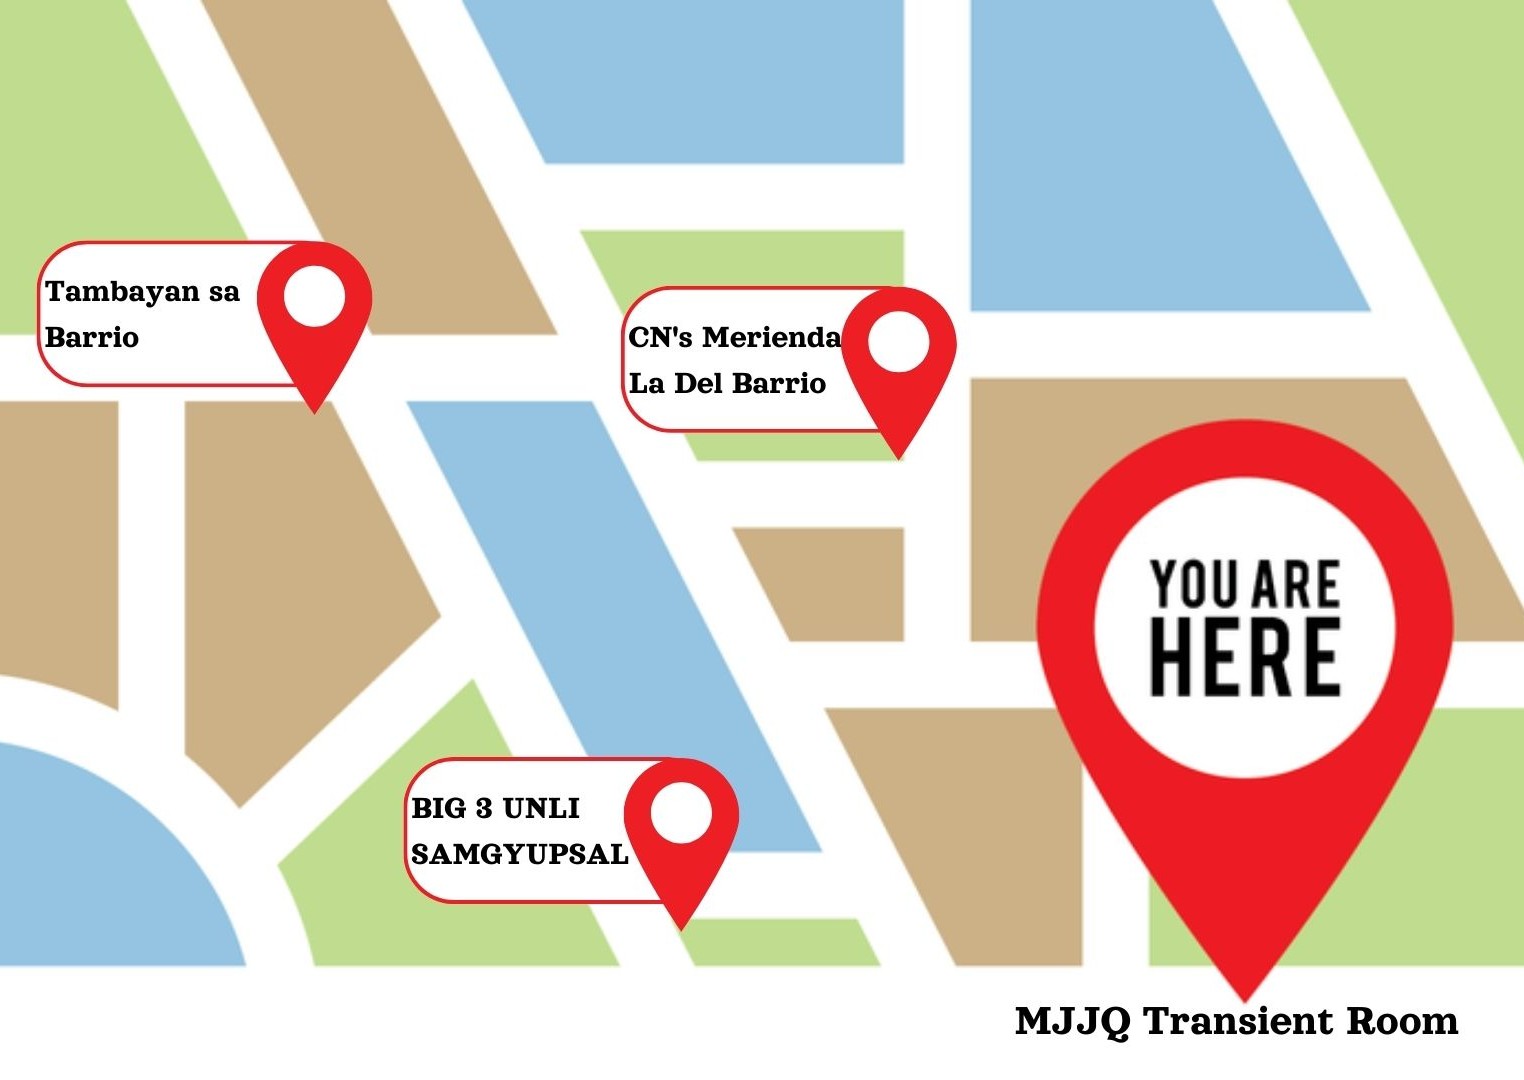 Tambayan sa
Barrio
CN's Merienda
La Del Barrio
YOU ARE
HERE
BIG 3 UNLI
SAMGYUPSAL
MJJQ Transient Room